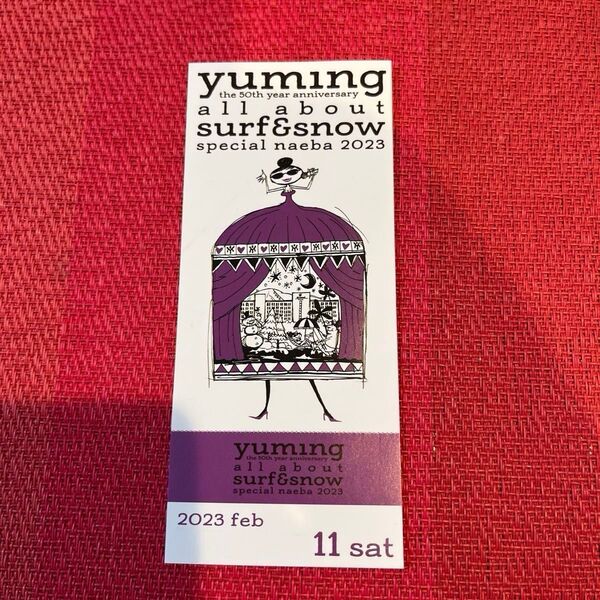 yuming
the 50th year anniversary
all about
surf&snow
special naeba 2023
yuming
the 50th year anniversary
all about
surf&snow
special naeba 2023
2023 feb
11 sat